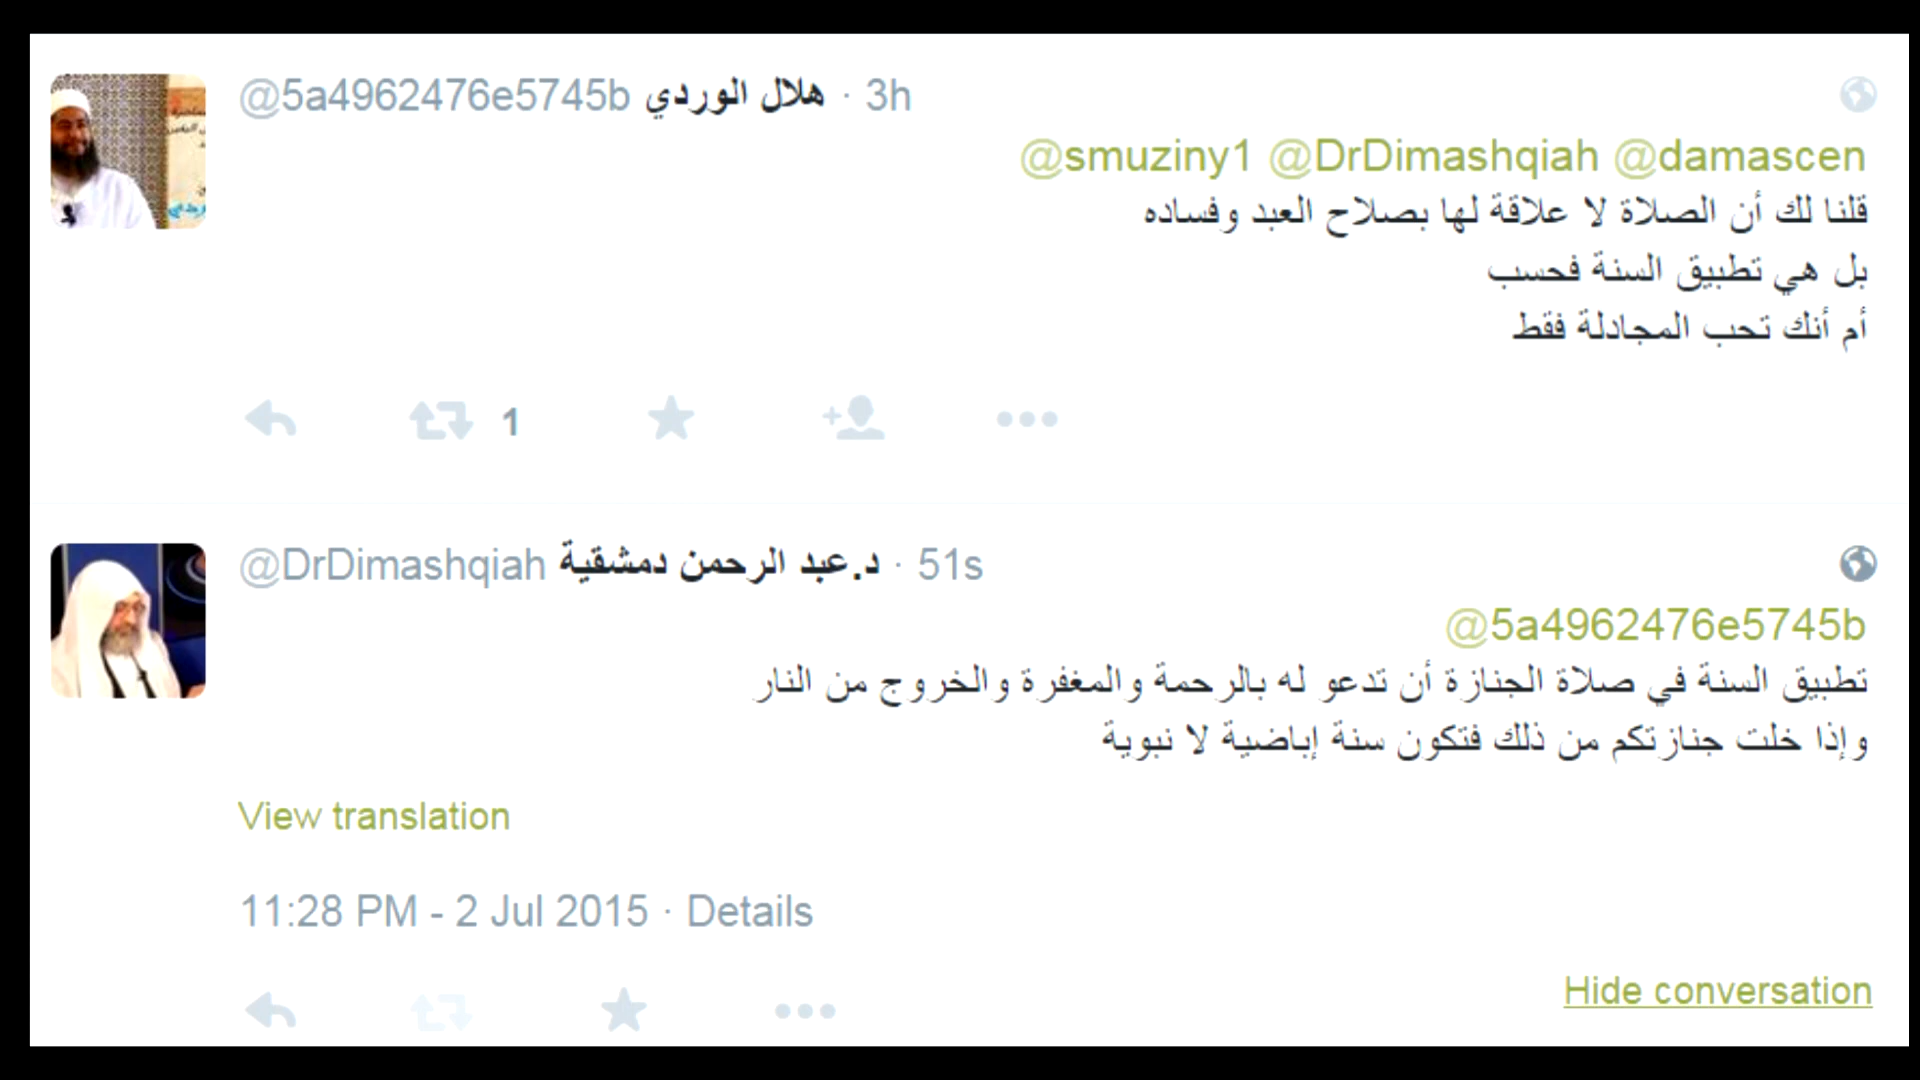 @5a4962476e5745b هلال الوردي · 3h
@smuziny1 @DrDimashqiah @damascen
قلنا لك أن الصلاة لا علاقة لها بصلاح العبد وفساده
بل هي تطبيق السنة فحسب
أم أنك تحب المجادلة فقط
1
@DrDimashqiah د.عبد الرحمن دمشقية · 51s
@5a4962476e5745b
تطبيق السنة في صلاة الجنازة أن تدعو له بالرحمة والمغفرة والخروج من النار
وإذا خلت جنازتكم من ذلك فتكون سنة إباضية لا نبوية
View translation
11:28 PM - 2 Jul 2015 · Details
Hide conversation